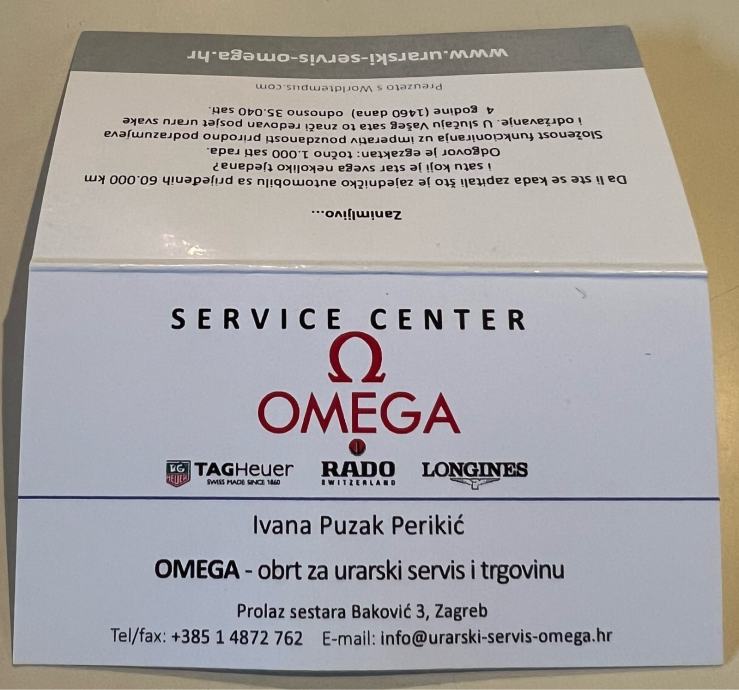 www.urarski-servis-omega.hr
Zanimljivo...
Da li ste se kada zapitali što je zajedničko automobilu sa prijeđenih 60.000 km
i satu koji je star svega nekoliko tjedana?
Odgovor je egzaktan: točno 1.000 sati rada.
Složenost funkcioniranja uz imperativ pouzdanosti prirodno podrazumjeva
i održavanje. U slučaju Vašeg sata to znači redovan posjet uraru svake
4 godine (1460 dana) odnosno 35.040 sati.
Preuzeto s Worldtempus.com
SERVICE CENTER
Ω
OMEGA
TAG HEUER TAGHeuer RADO LONGINES
SWISS MADE SINCE 1860 SWITZERLAND
Ivana Puzak Perikić
OMEGA - obrt za urarski servis i trgovinu
Prolaz sestara Baković 3, Zagreb
Tel/fax: +385 1 4872 762 E-mail: info@urarski-servis-omega.hr